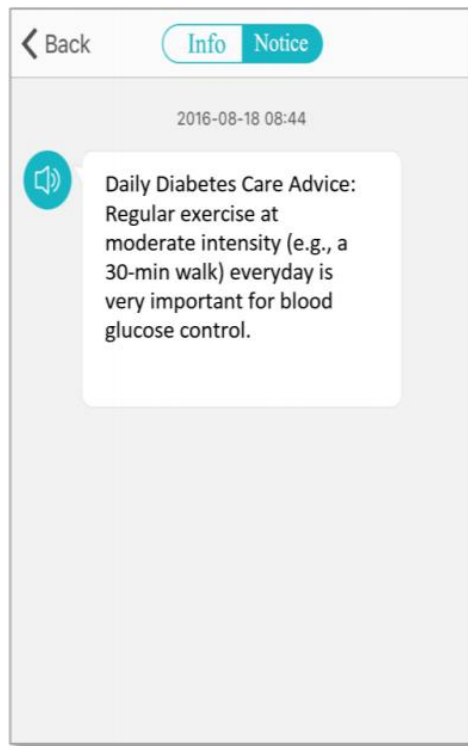 Back
Info Notice
2016-08-18 08:44
Daily Diabetes Care Advice:
Regular exercise at
moderate intensity (e.g., a
30-min walk) everyday is
very important for blood
glucose control.